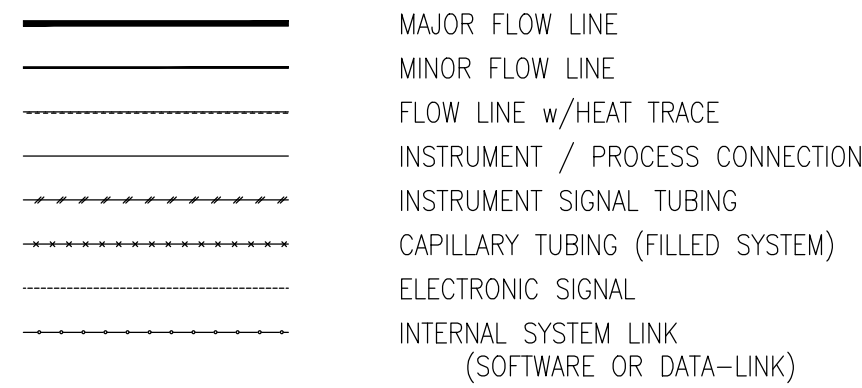 MAJOR FLOW LINE
MINOR FLOW LINE
FLOW LINE w/HEAT TRACE
INSTRUMENT / PROCESS CONNECTION
INSTRUMENT SIGNAL TUBING
CAPILLARY TUBING (FILLED SYSTEM)
ELECTRONIC SIGNAL
INTERNAL SYSTEM LINK
(SOFTWARE OR DATA-LINK)